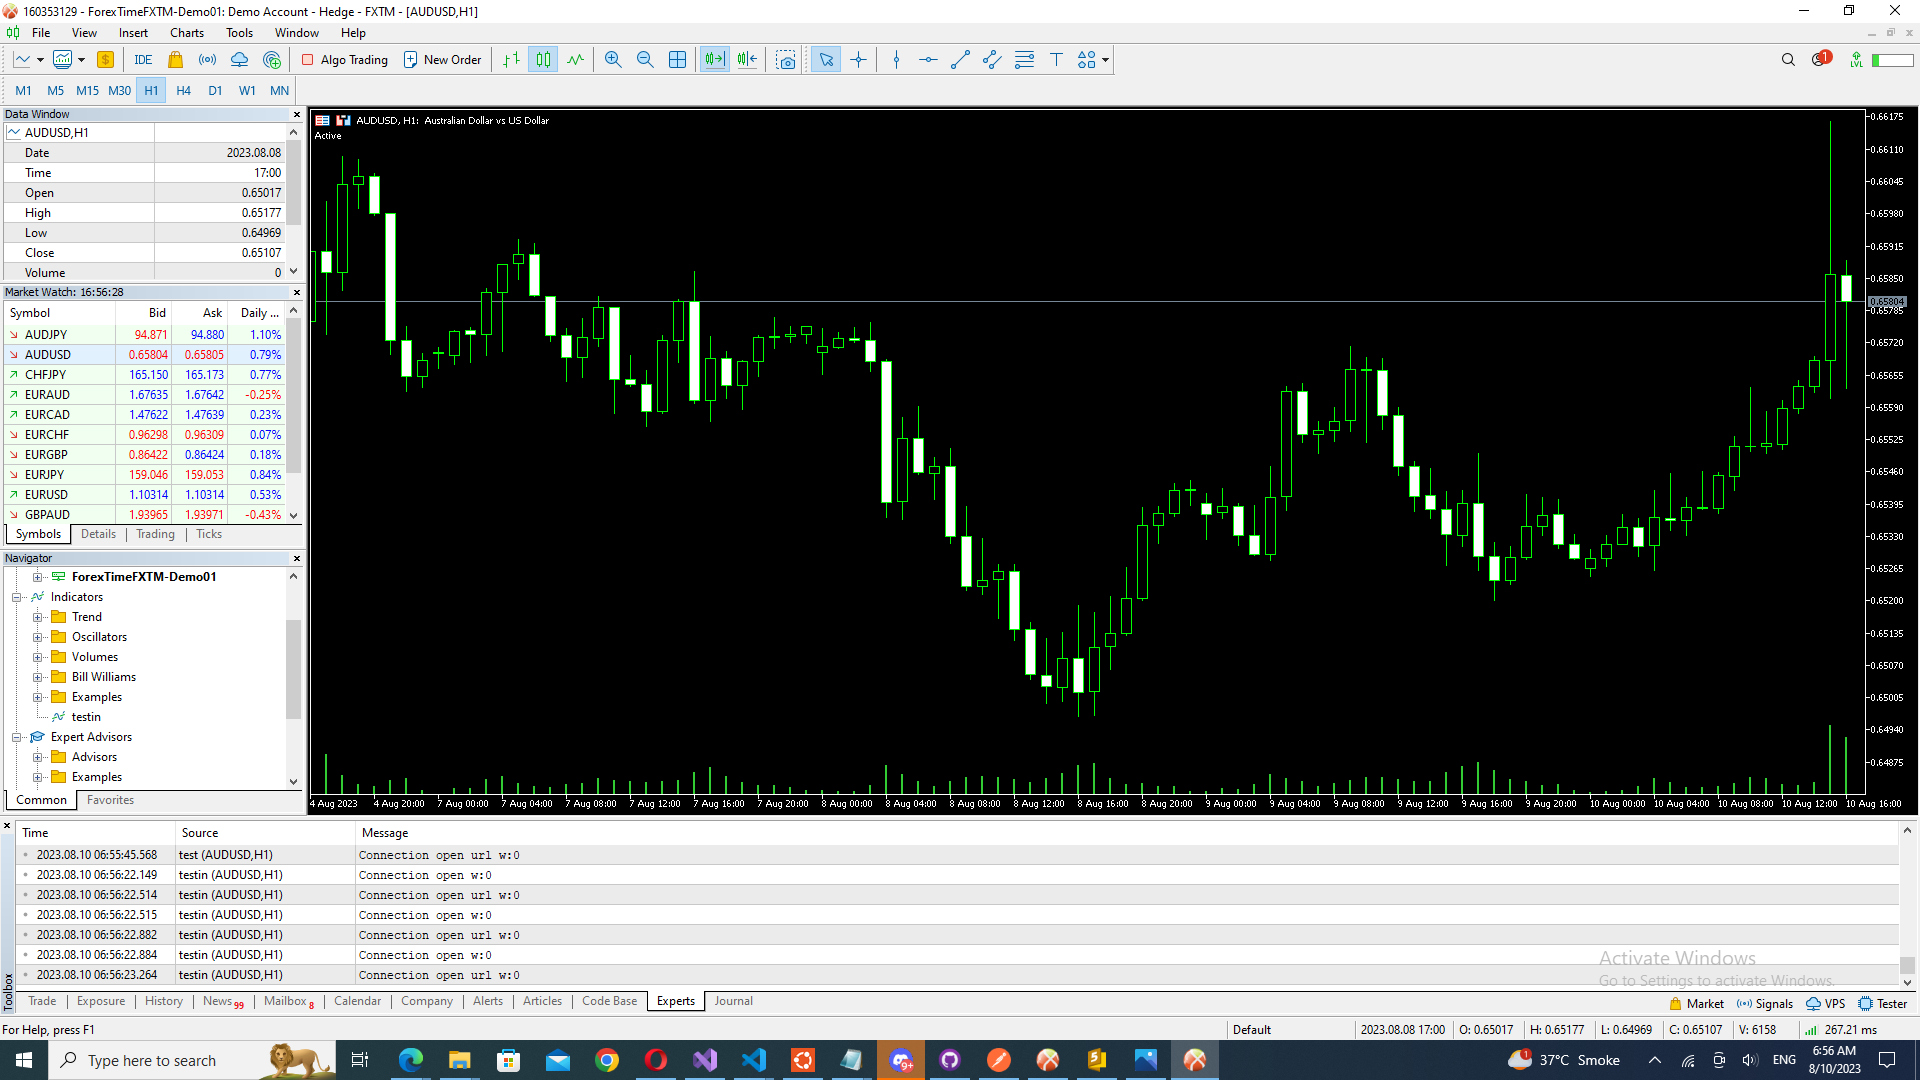 160353129 - ForexTimeFXTM-Demo01: Demo Account - Hedge - FXTM - [AUDUSD,H1]
File View Insert Charts Tools Window Help
IDE Algo Trading New Order 1 LVL
M1 M5 M15 M30 H1 H4 D1 W1 MN
Data Window
AUDUSD,H1
Date 2023.08.08
Time 17:00
Open 0.65017
High 0.65177
Low 0.64969
Close 0.65107
Volume 0
Market Watch: 16:56:28
Symbol Bid Ask Daily ...
AUDJPY 94.871 94.880 1.10%
AUDUSD 0.65804 0.65805 0.79%
CHFJPY 165.150 165.173 0.77%
EURAUD 1.67635 1.67642 -0.25%
EURCAD 1.47622 1.47639 0.23%
EURCHF 0.96298 0.96309 0.07%
EURGBP 0.86422 0.86424 0.18%
EURJPY 159.046 159.053 0.84%
EURUSD 1.10314 1.10314 0.53%
GBPAUD 1.93965 1.93971 -0.43%
Symbols Details Trading Ticks
Navigator
ForexTimeFXTM-Demo01
Indicators
Trend
Oscillators
Volumes
Bill Williams
Examples
testin
Expert Advisors
Advisors
Examples
Common Favorites
AUDUSD, H1: Australian Dollar vs US Dollar
Active
0.66175
0.66110
0.66045
0.65980
0.65915
0.65850
0.65804
0.65785
0.65720
0.65655
0.65590
0.65525
0.65460
0.65395
0.65330
0.65265
0.65200
0.65135
0.65070
0.65005
0.64940
0.64875
4 Aug 2023 4 Aug 20:00 7 Aug 00:00 7 Aug 04:00 7 Aug 08:00 7 Aug 12:00 7 Aug 16:00 7 Aug 20:00 8 Aug 00:00 8 Aug 04:00 8 Aug 08:00 8 Aug 12:00 8 Aug 16:00 8 Aug 20:00 9 Aug 00:00 9 Aug 04:00 9 Aug 08:00 9 Aug 12:00 9 Aug 16:00 9 Aug 20:00 10 Aug 00:00 10 Aug 04:00 10 Aug 08:00 10 Aug 12:00 10 Aug 16:00
Time Source Message
2023.08.10 06:55:45.568 test (AUDUSD,H1) Connection open url w:0
2023.08.10 06:56:22.149 testin (AUDUSD,H1) Connection open w:0
2023.08.10 06:56:22.514 testin (AUDUSD,H1) Connection open url w:0
2023.08.10 06:56:22.515 testin (AUDUSD,H1) Connection open w:0
2023.08.10 06:56:22.882 testin (AUDUSD,H1) Connection open url w:0
2023.08.10 06:56:22.884 testin (AUDUSD,H1) Connection open w:0
2023.08.10 06:56:23.264 testin (AUDUSD,H1) Connection open url w:0
Toolbox
Activate Windows
Go to Settings to activate Windows.
Trade Exposure History News 99 Mailbox 8 Calendar Company Alerts Articles Code Base Experts Journal
Market Signals VPS Tester
For Help, press F1 Default 2023.08.08 17:00 O: 0.65017 H: 0.65177 L: 0.64969 C: 0.65107 V: 6158 267.21 ms
Type here to search 9+ 1 37°C Smoke ENG 6:56 AM
8/10/2023